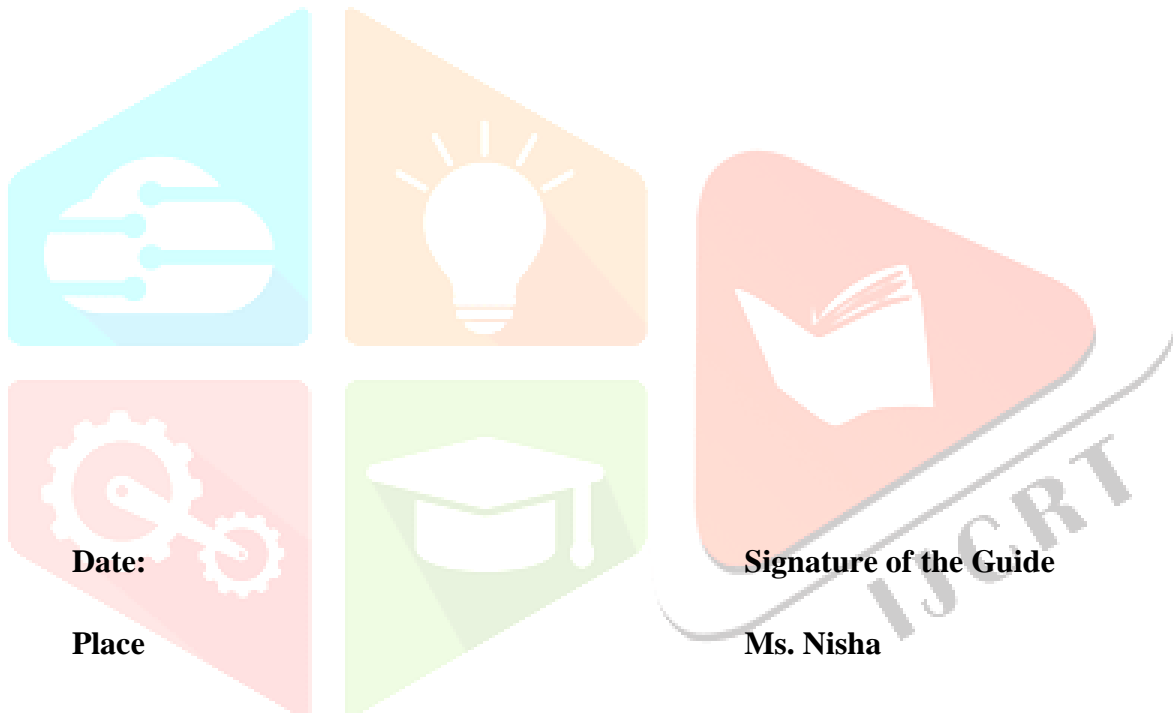 Date:
Signature of the Guide
Place
Ms. Nisha
IJCRT